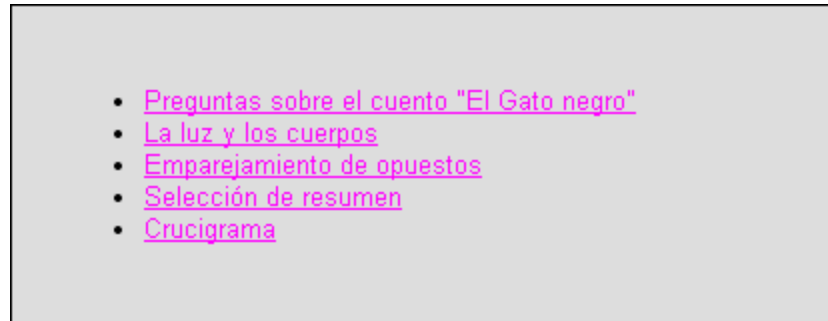 Preguntas sobre el cuento "El Gato negro"
La luz y los cuerpos
Emparejamiento de opuestos
Selección de resumen
Crucigrama